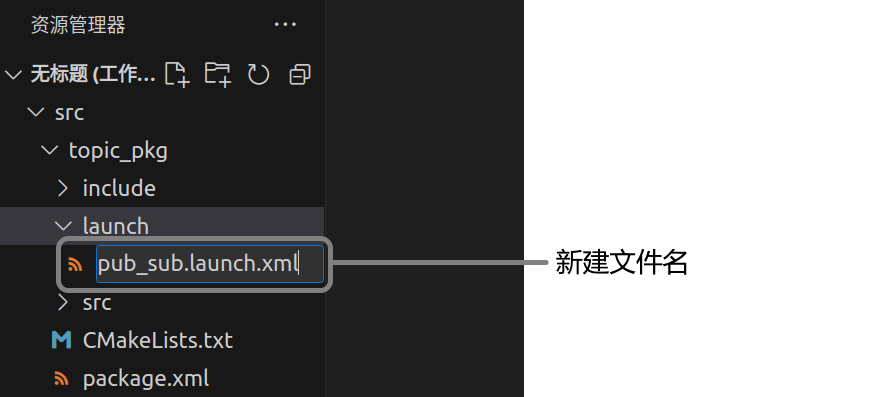 资源管理器 ···
无标题 (工作...
src
topic_pkg
include
launch
pub_sub.launch.xml
新建文件名
src
CMakeLists.txt
package.xml